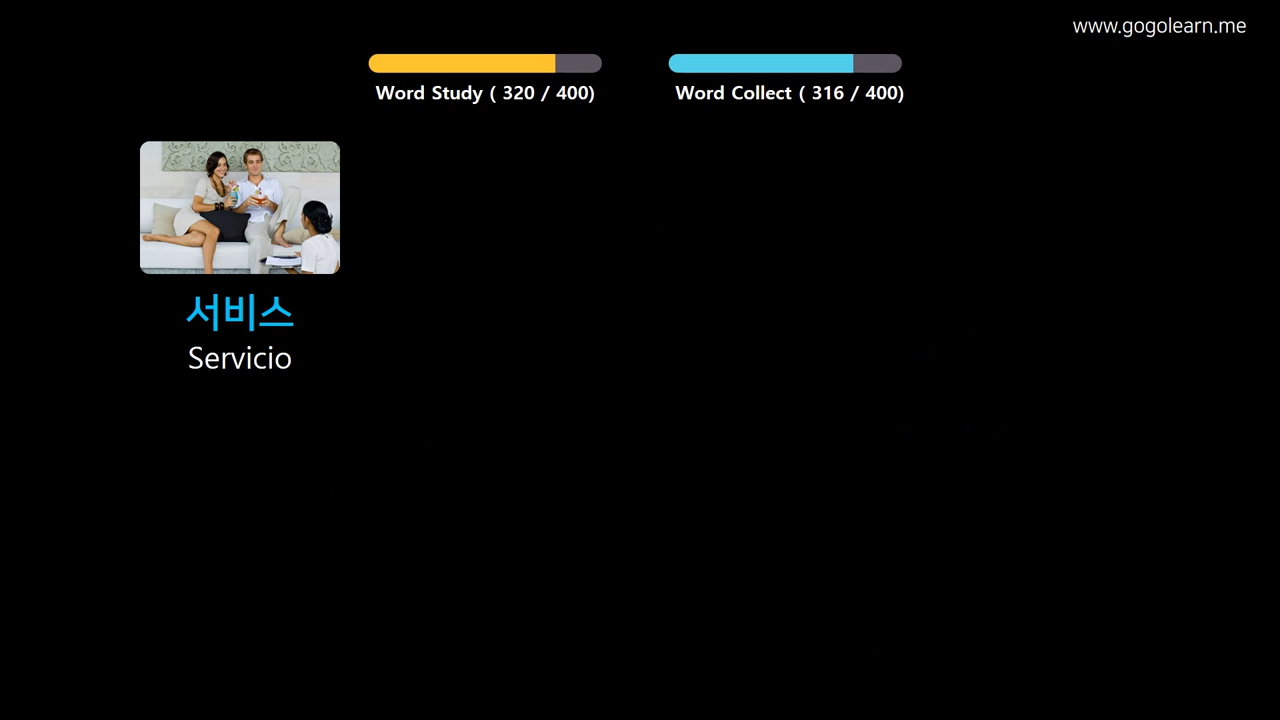 www.gogolearn.me
Word Study ( 320 / 400)
Word Collect ( 316 / 400)
서비스
Servicio